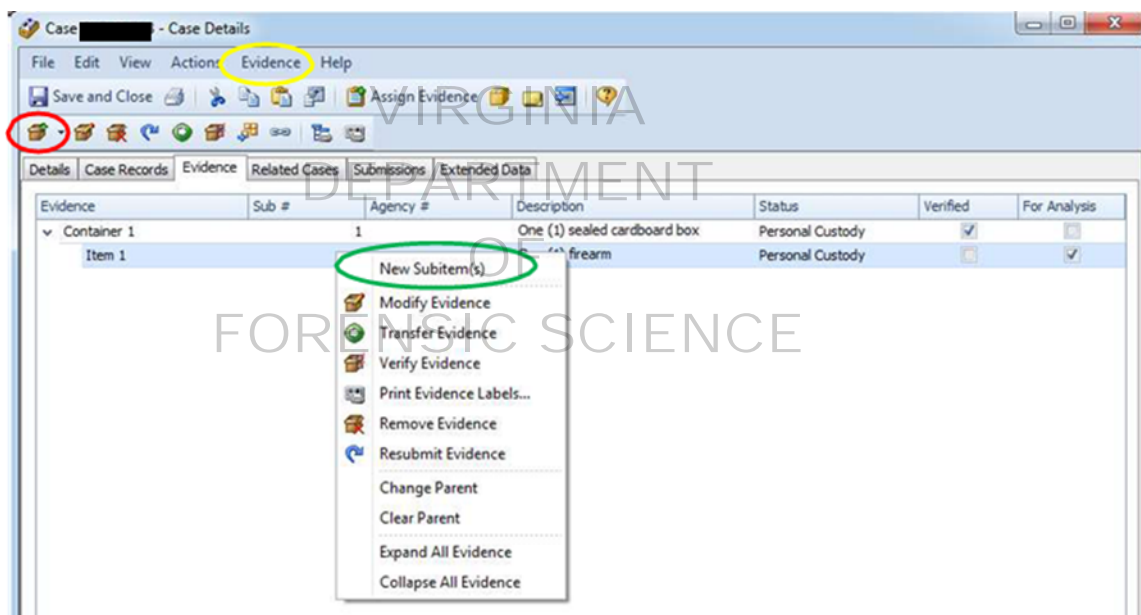 Case - Case Details
File Edit View Actions Evidence Help
Save and Close Assign Evidence
Details Case Records Evidence Related Cases Submissions Extended Data
Evidence Sub # Agency # Description Status Verified For Analysis
Container 1 1 One (1) sealed cardboard box Personal Custody
Item 1 firearm Personal Custody
New Subitem(s)
Modify Evidence
Transfer Evidence
Verify Evidence
Print Evidence Labels...
Remove Evidence
Resubmit Evidence
Change Parent
Clear Parent
Expand All Evidence
Collapse All Evidence
VIRGINIA
DEPARTMENT
OF
FORENSIC SCIENCE